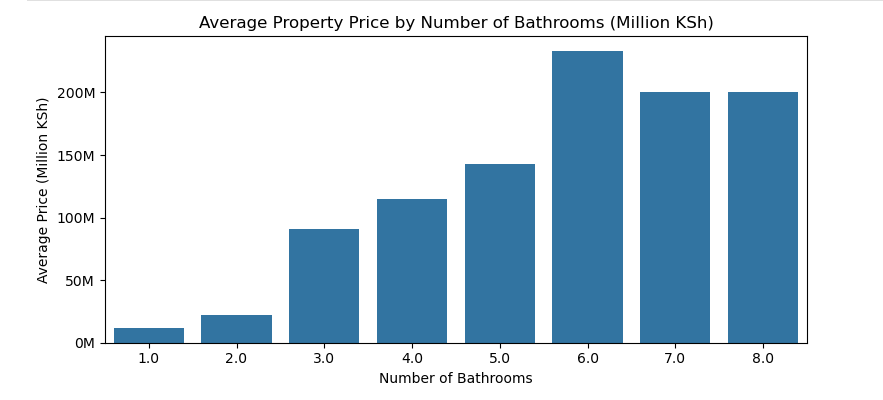 Average Property Price by Number of Bathrooms (Million KSh)
Average Price (Million KSh)
200M
150M
100M
50M
0M
1.0 2.0 3.0 4.0 5.0 6.0 7.0 8.0
Number of Bathrooms